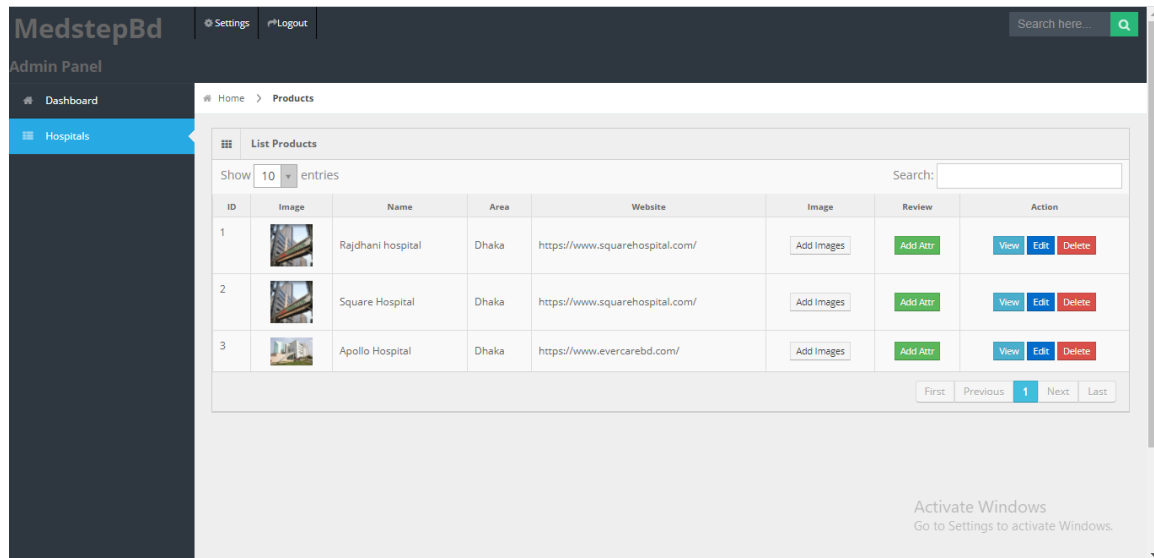 MedstepBd
Admin Panel
Settings Logout
Search here...
Dashboard
Hospitals
Home > Products
List Products
Show 10 entries
Search:
ID Image Name Area Website Image Review Action
1 Rajdhani hospital Dhaka https://www.squarehospital.com/ Add Images Add Attr View Edit Delete
2 Square Hospital Dhaka https://www.squarehospital.com/ Add Images Add Attr View Edit Delete
3 Apollo Hospital Dhaka https://www.evercarebd.com/ Add Images Add Attr View Edit Delete
First Previous 1 Next Last
Activate Windows
Go to Settings to activate Windows.